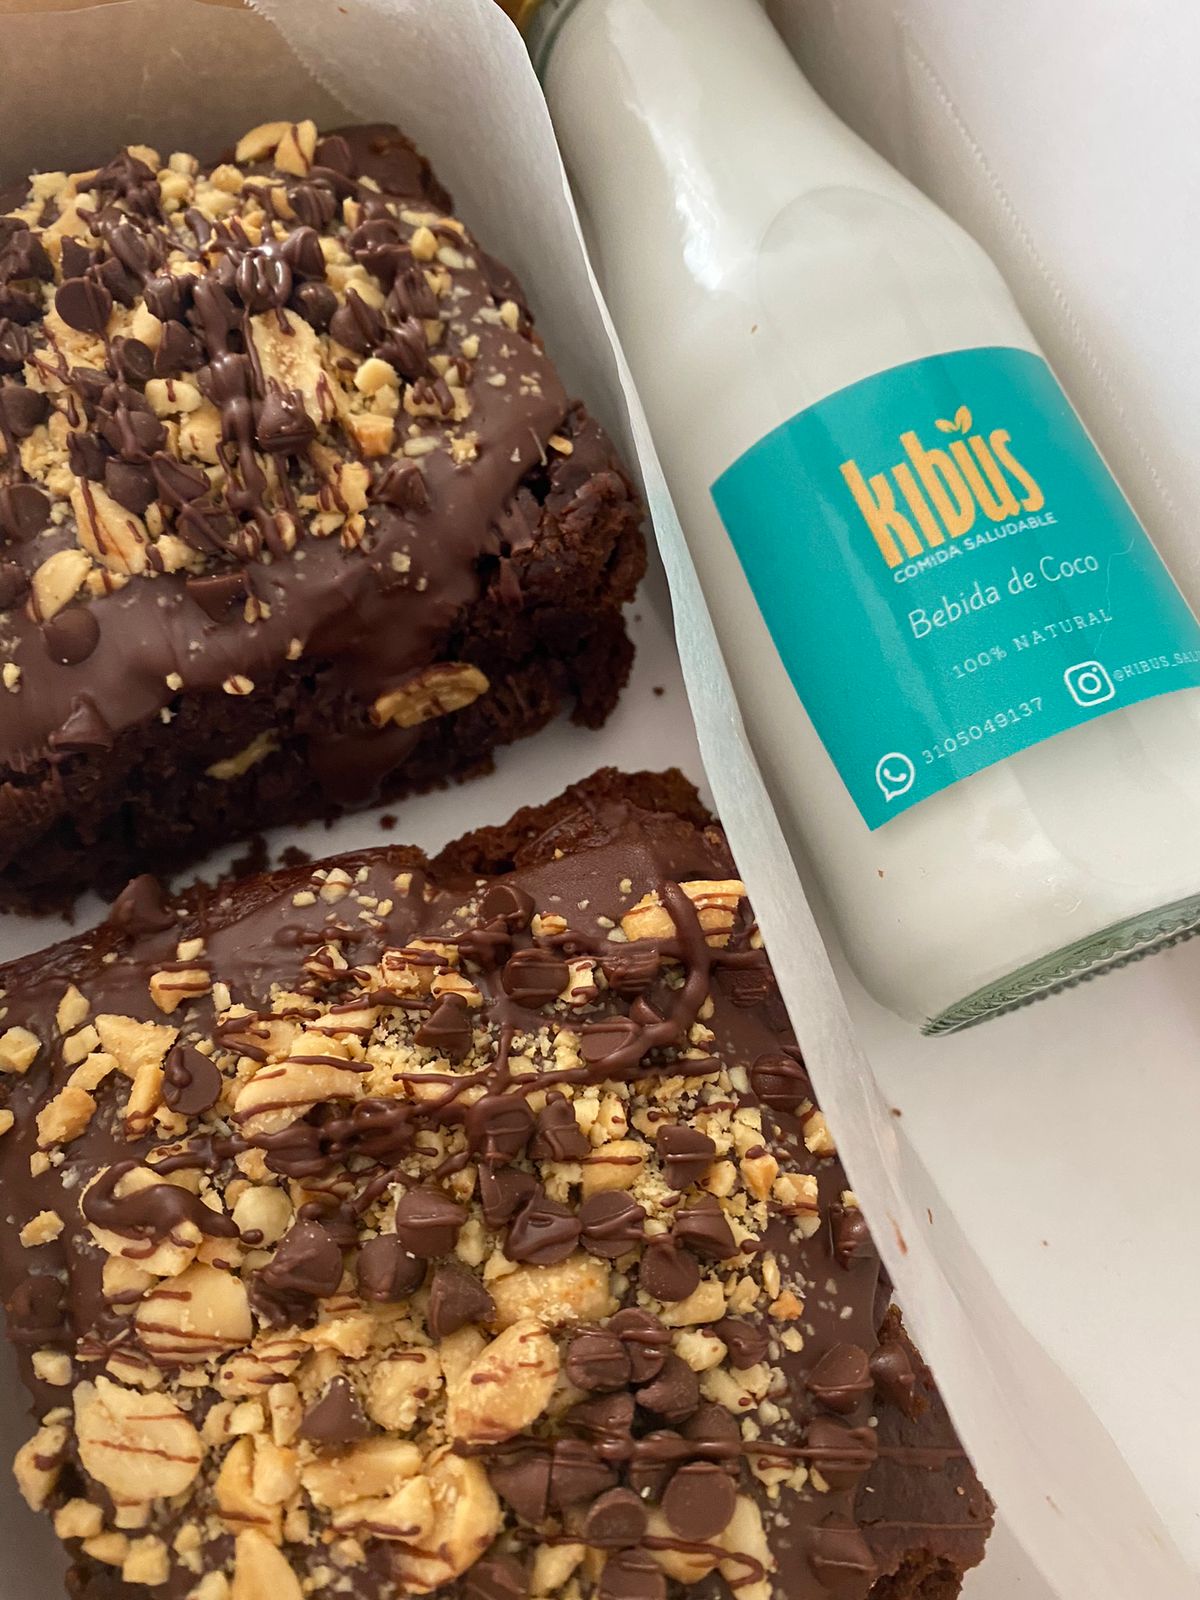 kibus
COMIDA SALUDABLE
Bebida de Coco
100% NATURAL
3105049137